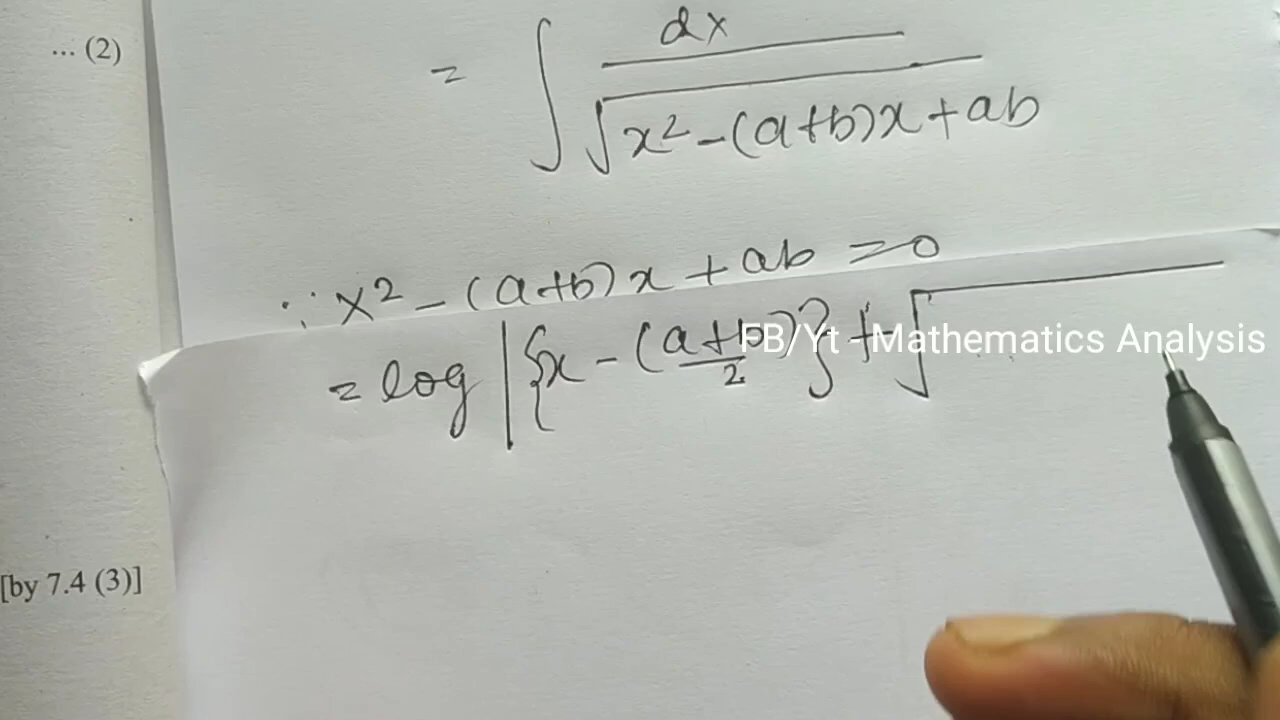 ... (2)
= ∫ dx / √x² - (a+b)x + ab
∵ x² - (a+b)x + ab = 0
= log | {x - (a+b)/2} + √
FB/Yt - Mathematics Analysis
[by 7.4 (3)]